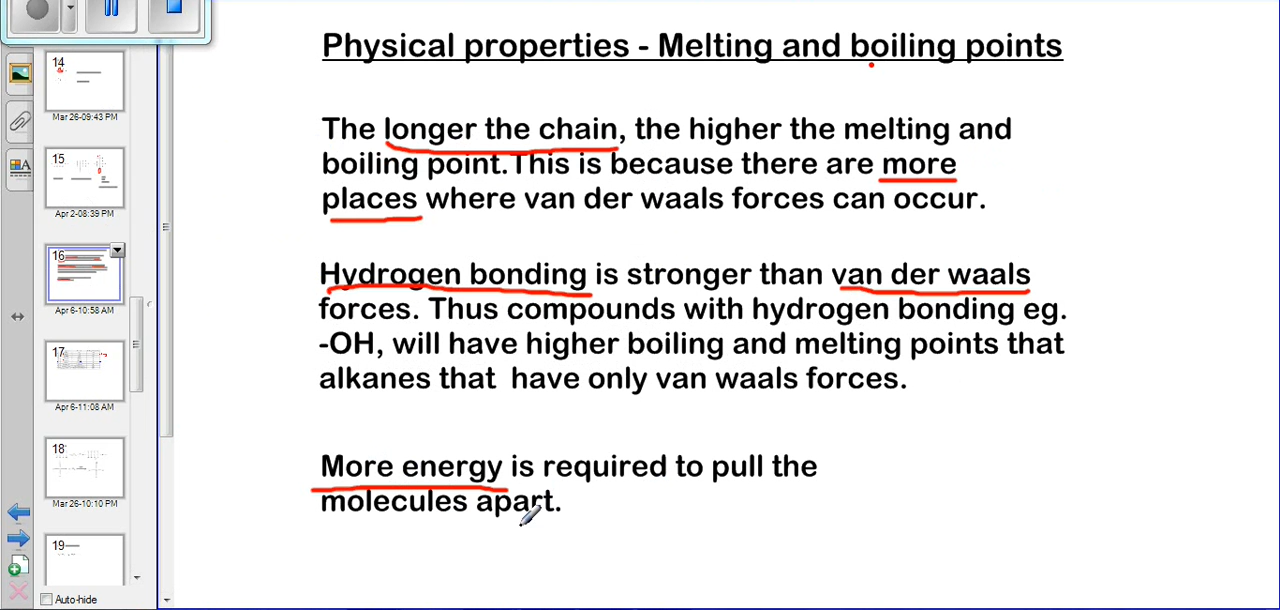 14
Mar 26-09:43 PM
15
Apr 2-08:39 PM
16
Apr 6-10:58 AM
17
Apr 6-11:08 AM
18
Mar 26-10:10 PM
19
Auto-hide
Physical properties - Melting and boiling points
The longer the chain, the higher the melting and
boiling point. This is because there are more
places where van der waals forces can occur.
Hydrogen bonding is stronger than van der waals
forces. Thus compounds with hydrogen bonding eg.
-OH, will have higher boiling and melting points that
alkanes that have only van waals forces.
More energy is required to pull the
molecules apart.